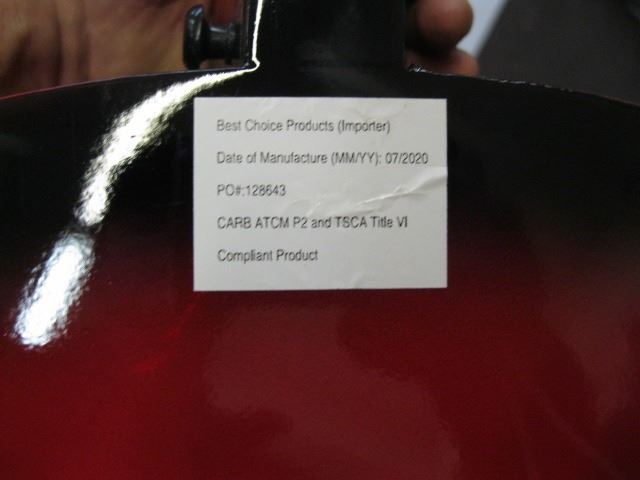 Best Choice Products (Importer)
Date of Manufacture (MM/YY): 07/2020
PO#:128643
CARB ATCM P2 and TSCA Title VI
Compliant Product